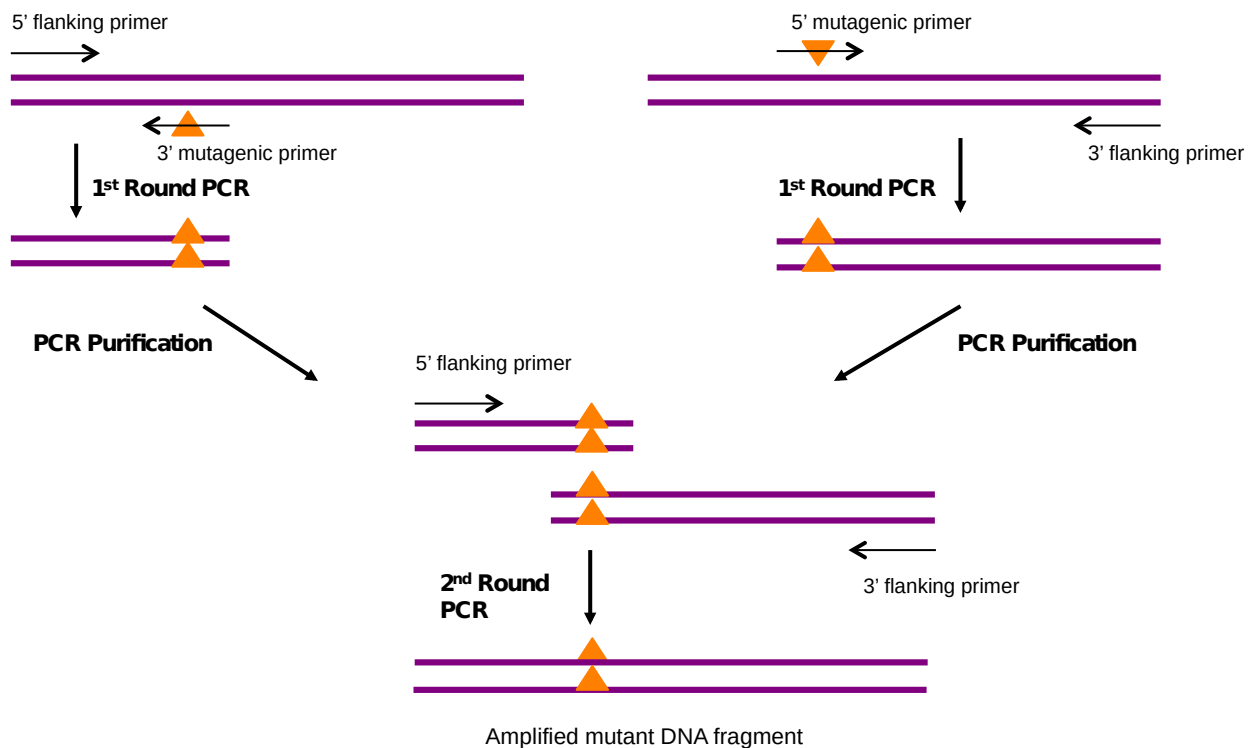 5’ flanking primer
5’ mutagenic primer
3’ mutagenic primer
3’ flanking primer
1st Round PCR
1st Round PCR
PCR Purification
PCR Purification
5’ flanking primer
2nd Round
PCR
3’ flanking primer
Amplified mutant DNA fragment